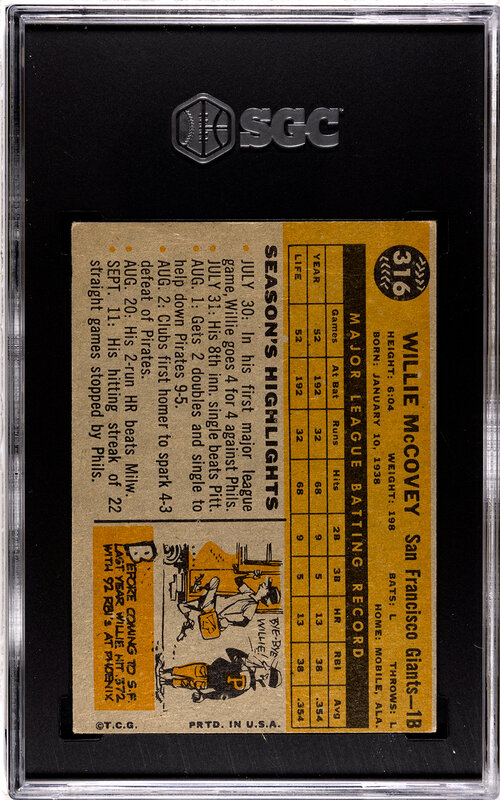 SGC
316
WILLIE McCOVEY San Francisco Giants—1B
HEIGHT: 6:04 WEIGHT: 198 BATS: L THROWS: L
BORN: JANUARY 10, 1938 HOME: MOBILE, ALA.
MAJOR LEAGUE BATTING RECORD
YEAR Games At Bat Runs Hits 2B 3B HR RBI Avg
YEAR 52 192 32 68 9 5 13 38 .354
LIFE 52 192 32 68 9 5 13 38 .354
SEASON'S HIGHLIGHTS
• JULY 30: In his first major league
game, Willie goes 4 for 4 against Phils.
• JULY 31: His 8th inn. single beats Pitt.
• AUG. 1: Gets 2 doubles and single to
help down Pirates 9-5.
• AUG. 2: Clubs first homer to spark 4-3
defeat of Pirates.
• AUG. 20: His 2-run HR beats Milw.
• SEPT. 11: His hitting streak of 22
straight games stopped by Phils.
BYE-BYE
WILLIE!
P
BEFORE COMING TO S.F.
LAST YEAR WILLIE HIT .372
WITH 92 RBI's AT PHOENIX
©T.C.G. PRTD. IN U.S.A.